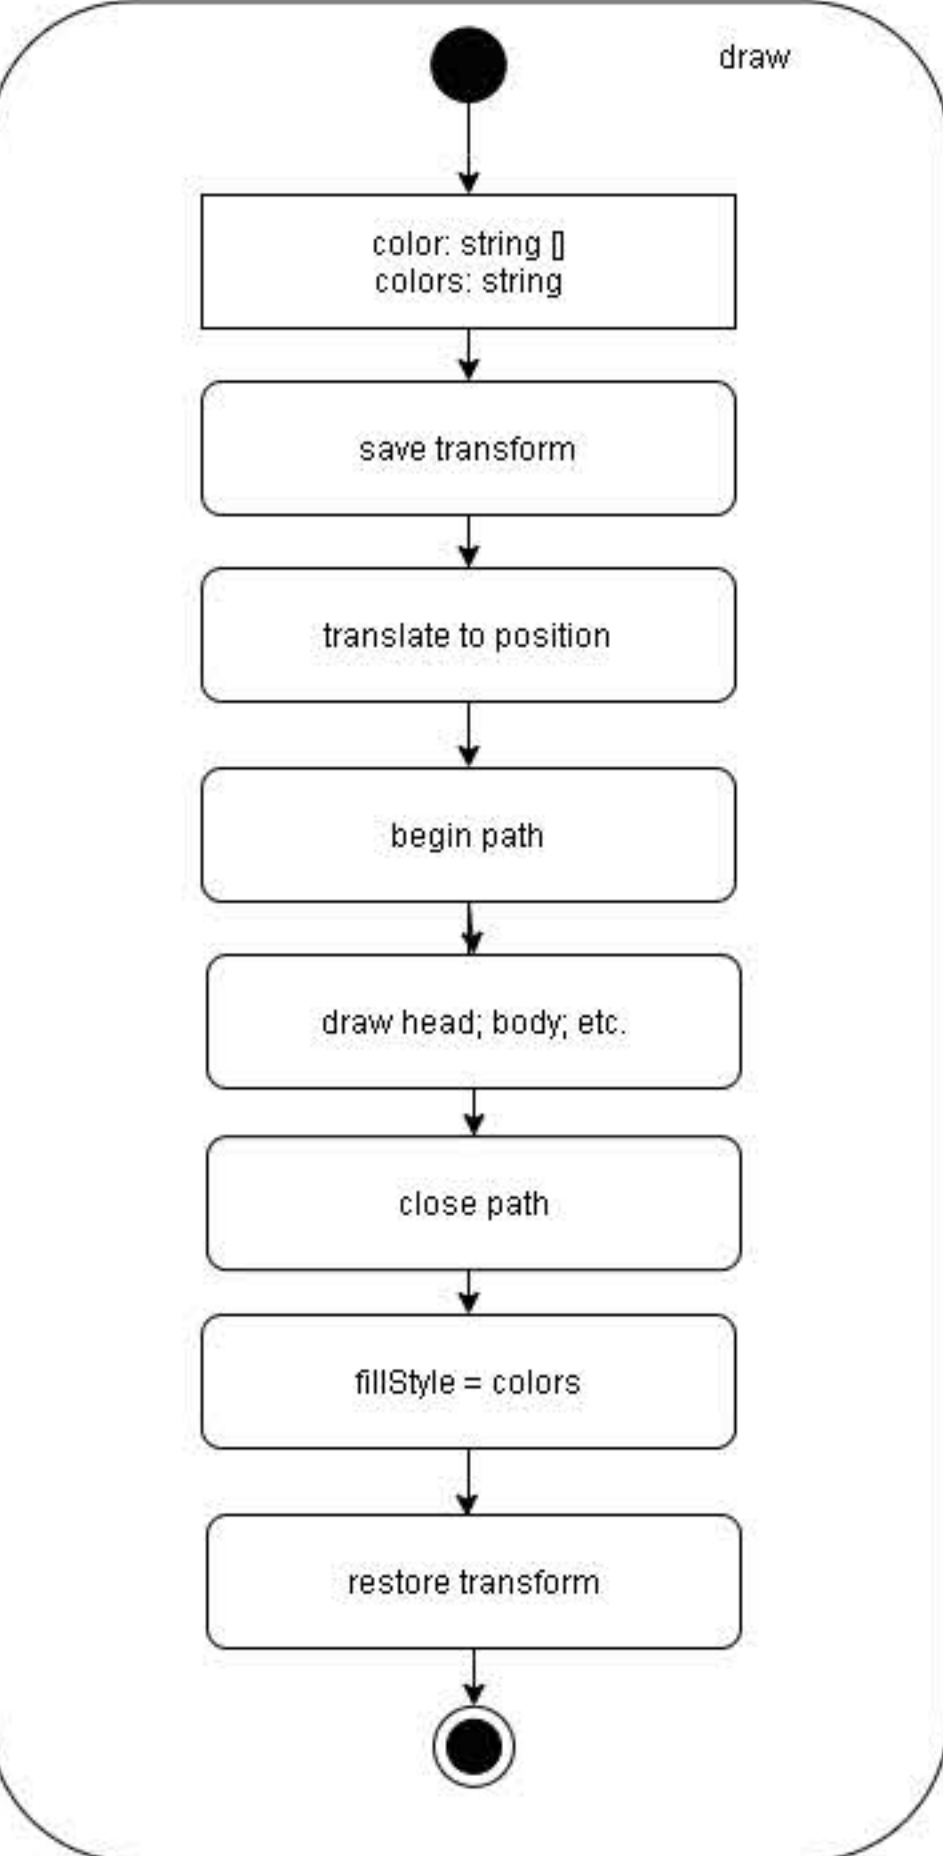 draw
color: string []
colors: string
save transform
translate to position
begin path
draw head; body; etc.
close path
fillStyle = colors
restore transform